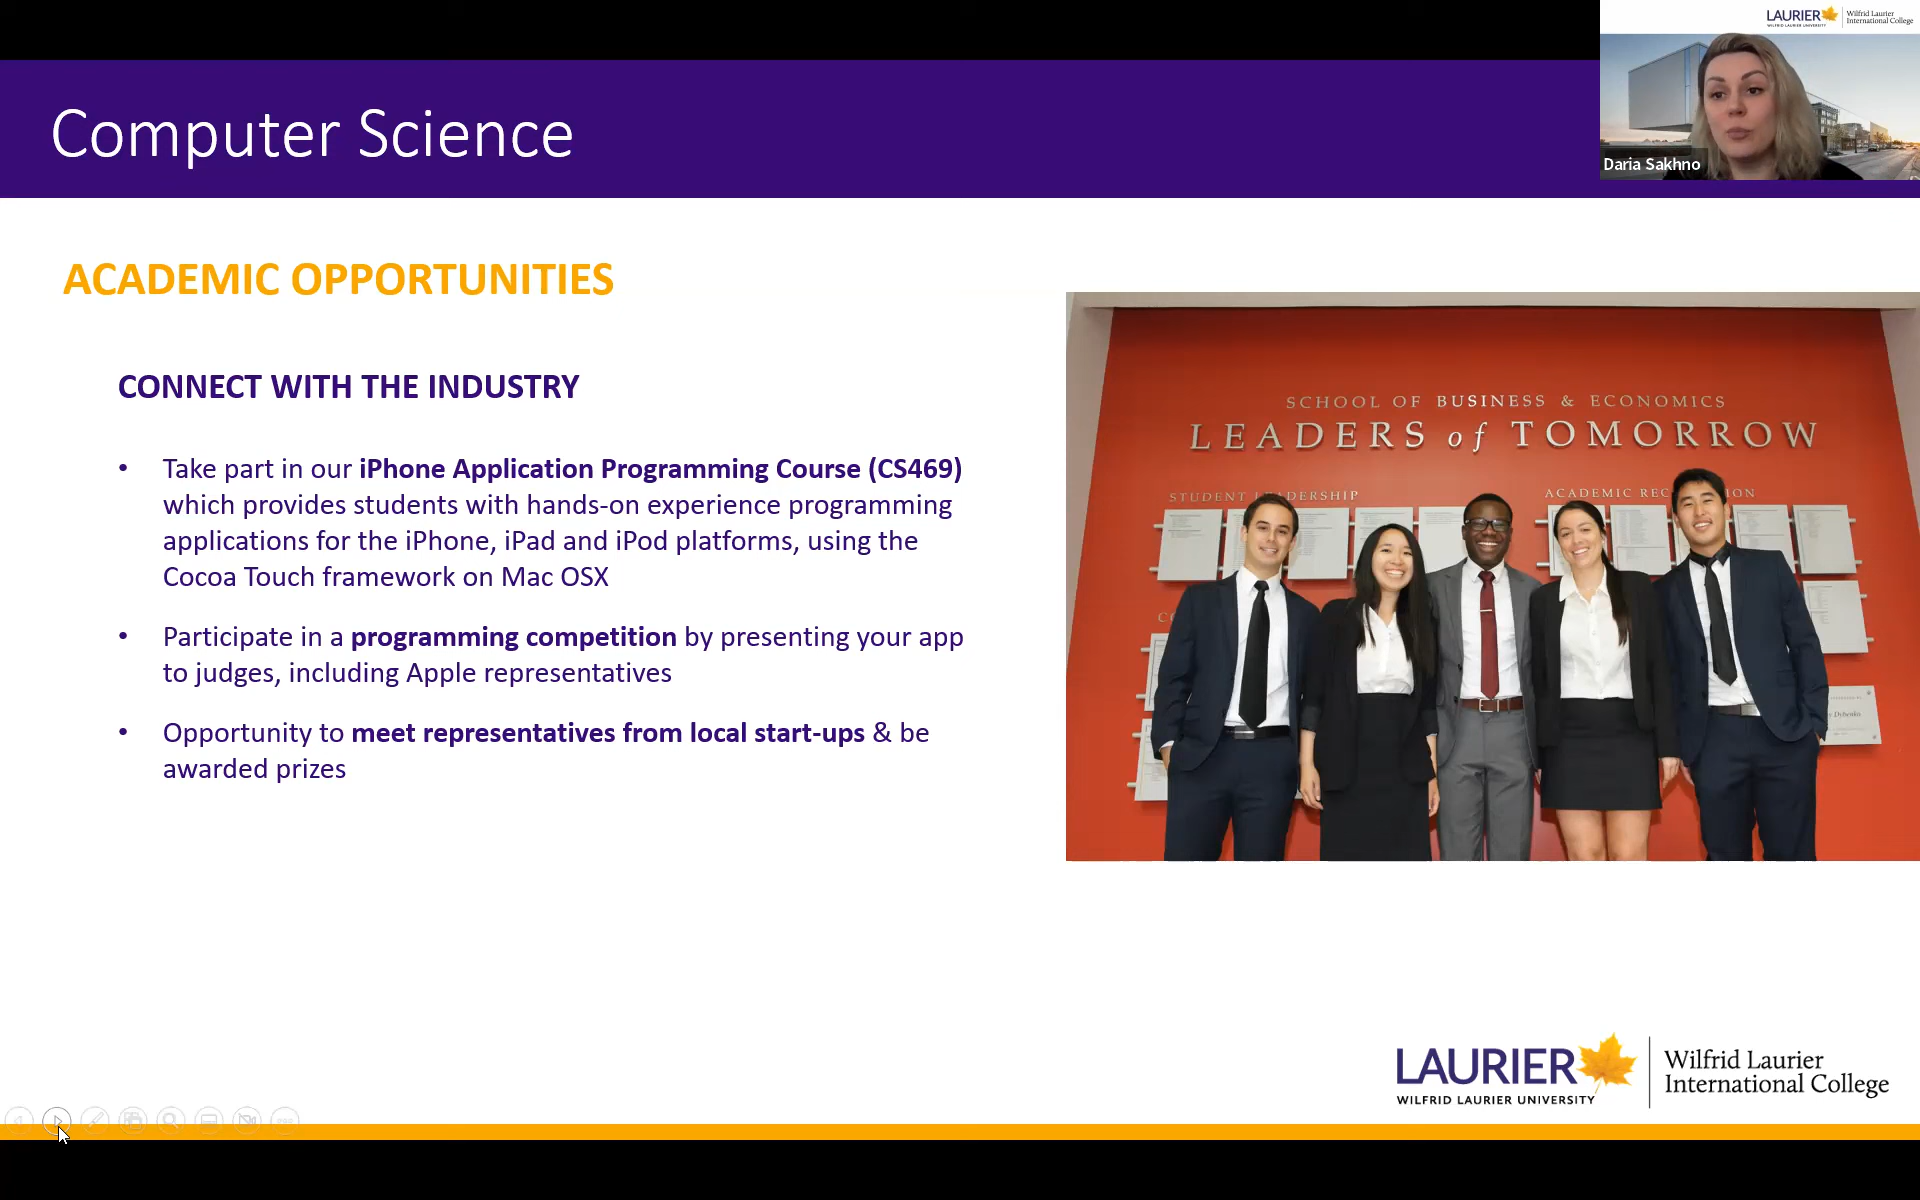 LAURIER
WILFRID LAURIER UNIVERSITY
Wilfrid Laurier
International College
Computer Science
Daria Sakhno
ACADEMIC OPPORTUNITIES
CONNECT WITH THE INDUSTRY
• Take part in our iPhone Application Programming Course (CS469)
which provides students with hands-on experience programming
applications for the iPhone, iPad and iPod platforms, using the
Cocoa Touch framework on Mac OSX
• Participate in a programming competition by presenting your app
to judges, including Apple representatives
• Opportunity to meet representatives from local start-ups & be
awarded prizes
SCHOOL OF BUSINESS & ECONOMICS
LEADERS of TOMORROW
STUDENT LEADERSHIP
ACADEMIC
LAURIER
WILFRID LAURIER UNIVERSITY
Wilfrid Laurier
International College